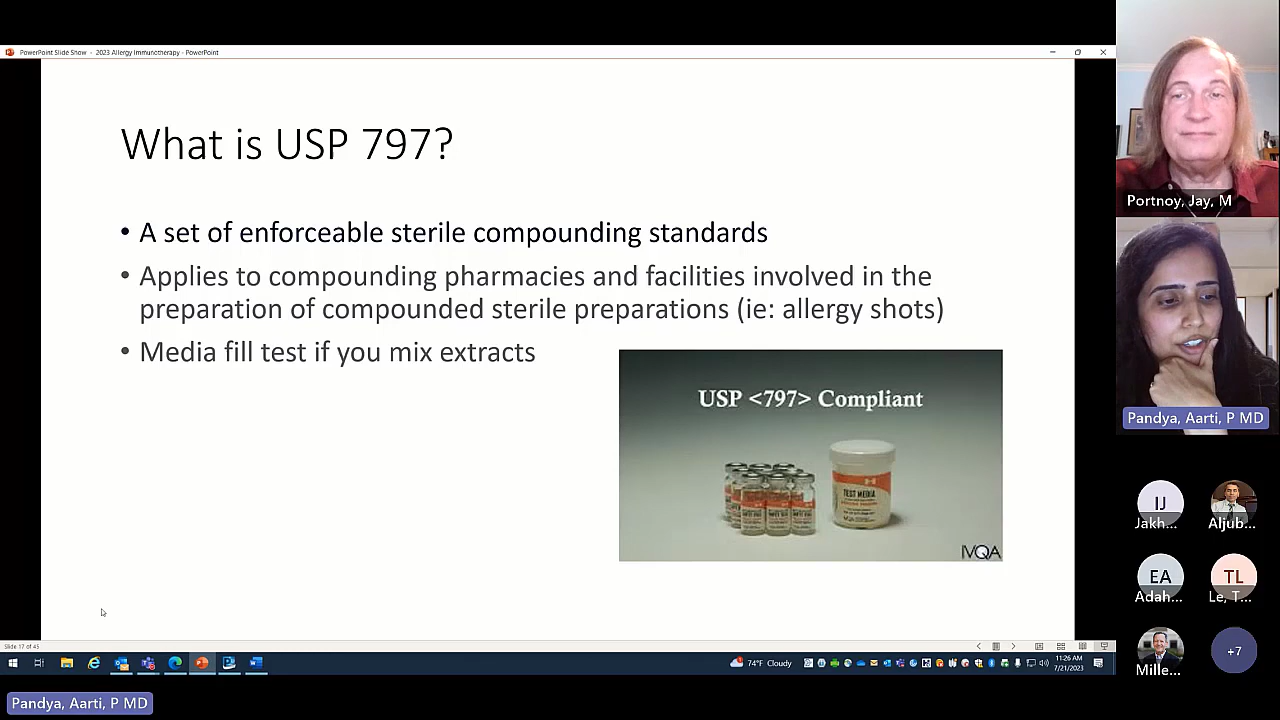 PowerPoint Slide Show - 2023 Allergy Immunotherapy - PowerPoint
What is USP 797?
• A set of enforceable sterile compounding standards
• Applies to compounding pharmacies and facilities involved in the
preparation of compounded sterile preparations (ie: allergy shots)
• Media fill test if you mix extracts
USP <797> Compliant
TEST MEDIA
IVQA
Slide 17 of 45
74°F Cloudy
11:26 AM
7/21/2023
Portnoy, Jay, M
Pandya, Aarti, P MD
IJ
Jakh...
Aljub...
EA
Adah...
TL
Le, T...
Mille...
+7
Pandya, Aarti, P MD